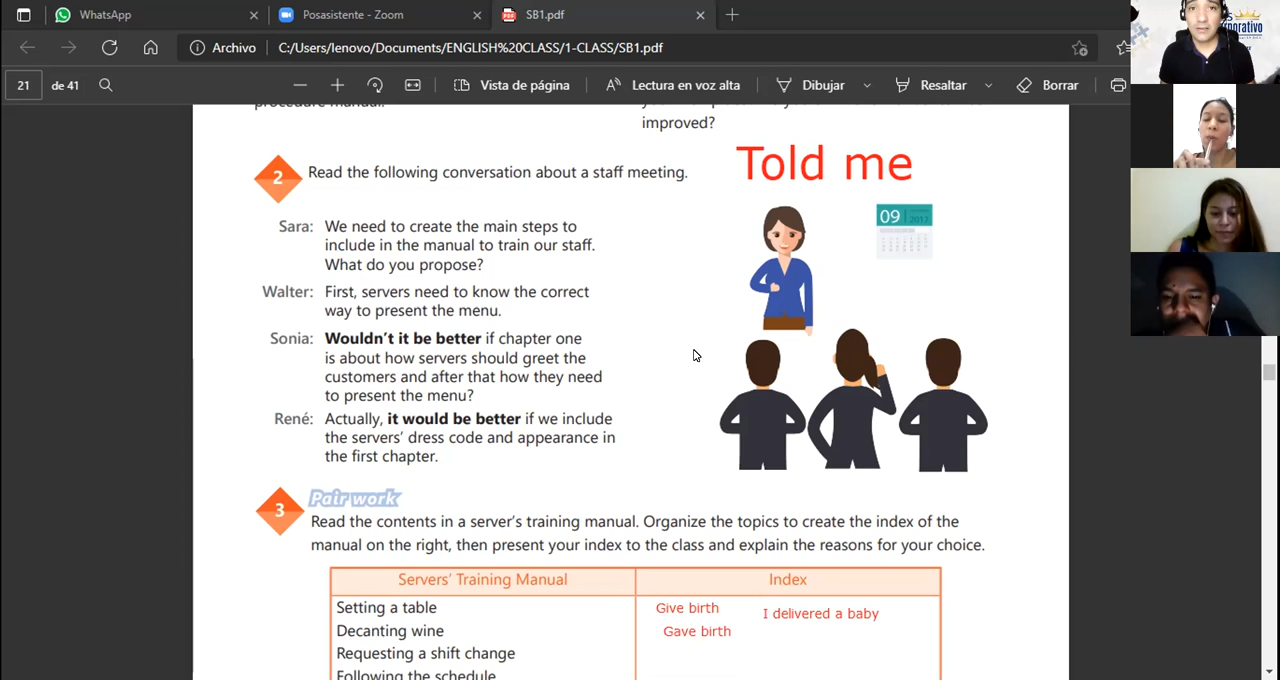 WhatsApp
Posasistente - Zoom
SB1.pdf
Archivo
C:/Users/lenovo/Documents/ENGLISH%20CLASS/1-CLASS/SB1.pdf
21
de 41
Vista de página
Lectura en voz alta
Dibujar
Resaltar
Borrar
improved?
Told me
2
Read the following conversation about a staff meeting.
09
2017
Sara: We need to create the main steps to
include in the manual to train our staff.
What do you propose?
Walter: First, servers need to know the correct
way to present the menu.
Sonia: Wouldn't it be better if chapter one
is about how servers should greet the
customers and after that how they need
to present the menu?
René: Actually, it would be better if we include
the servers' dress code and appearance in
the first chapter.
3
Pair work
Read the contents in a server's training manual. Organize the topics to create the index of the
manual on the right, then present your index to the class and explain the reasons for your choice.
Servers' Training Manual
Index
Setting a table
Give birth
I delivered a baby
Decanting wine
Gave birth
Requesting a shift change
Following the schedule